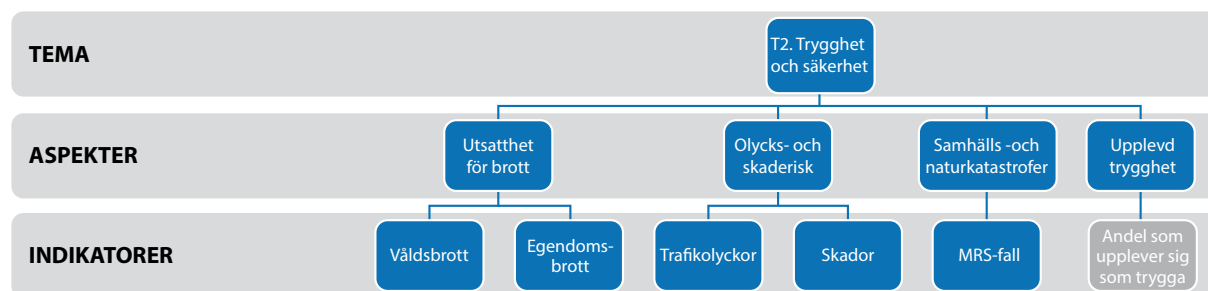 TEMA
T2. Trygghet
och säkerhet
ASPEKTER
Utsatthet
för brott
Olycks- och
skaderisk
Samhälls -och
naturkatastrofer
Upplevd
trygghet
INDIKATORER
Våldsbrott
Egendoms-
brott
Trafikolyckor
Skador
MRS-fall
Andel som
upplever sig
som trygga